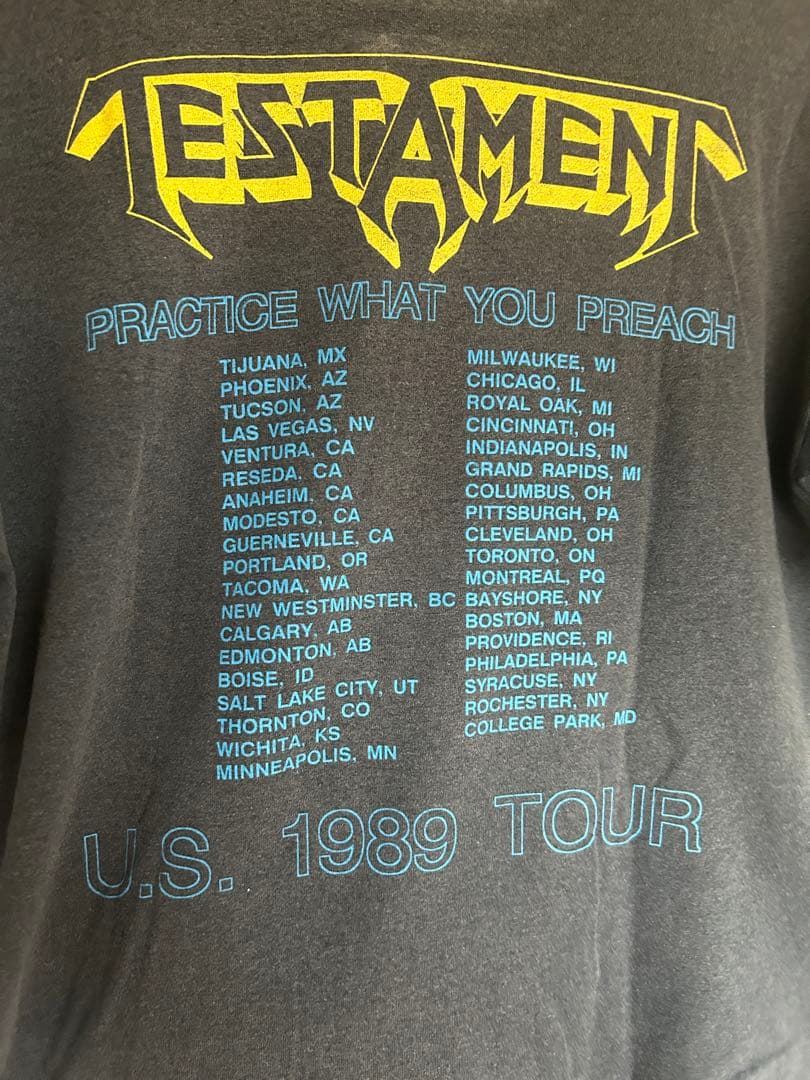 TESTAMENT
PRACTICE WHAT YOU PREACH
TIJUANA, MX
PHOENIX, AZ
TUCSON, AZ
LAS VEGAS, NV
VENTURA, CA
RESEDA, CA
ANAHEIM, CA
MODESTO, CA
GUERNEVILLE, CA
PORTLAND, OR
TACOMA, WA
NEW WESTMINSTER, BC
CALGARY, AB
EDMONTON, AB
BOISE, ID
SALT LAKE CITY, UT
THORNTON, CO
WICHITA, KS
MINNEAPOLIS, MN
MILWAUKEE, WI
CHICAGO, IL
ROYAL OAK, MI
CINCINNATI, OH
INDIANAPOLIS, IN
GRAND RAPIDS, MI
COLUMBUS, OH
PITTSBURGH, PA
CLEVELAND, OH
TORONTO, ON
MONTREAL, PQ
BAYSHORE, NY
BOSTON, MA
PROVIDENCE, RI
PHILADELPHIA, PA
SYRACUSE, NY
ROCHESTER, NY
COLLEGE PARK, MD
U.S. 1989 TOUR